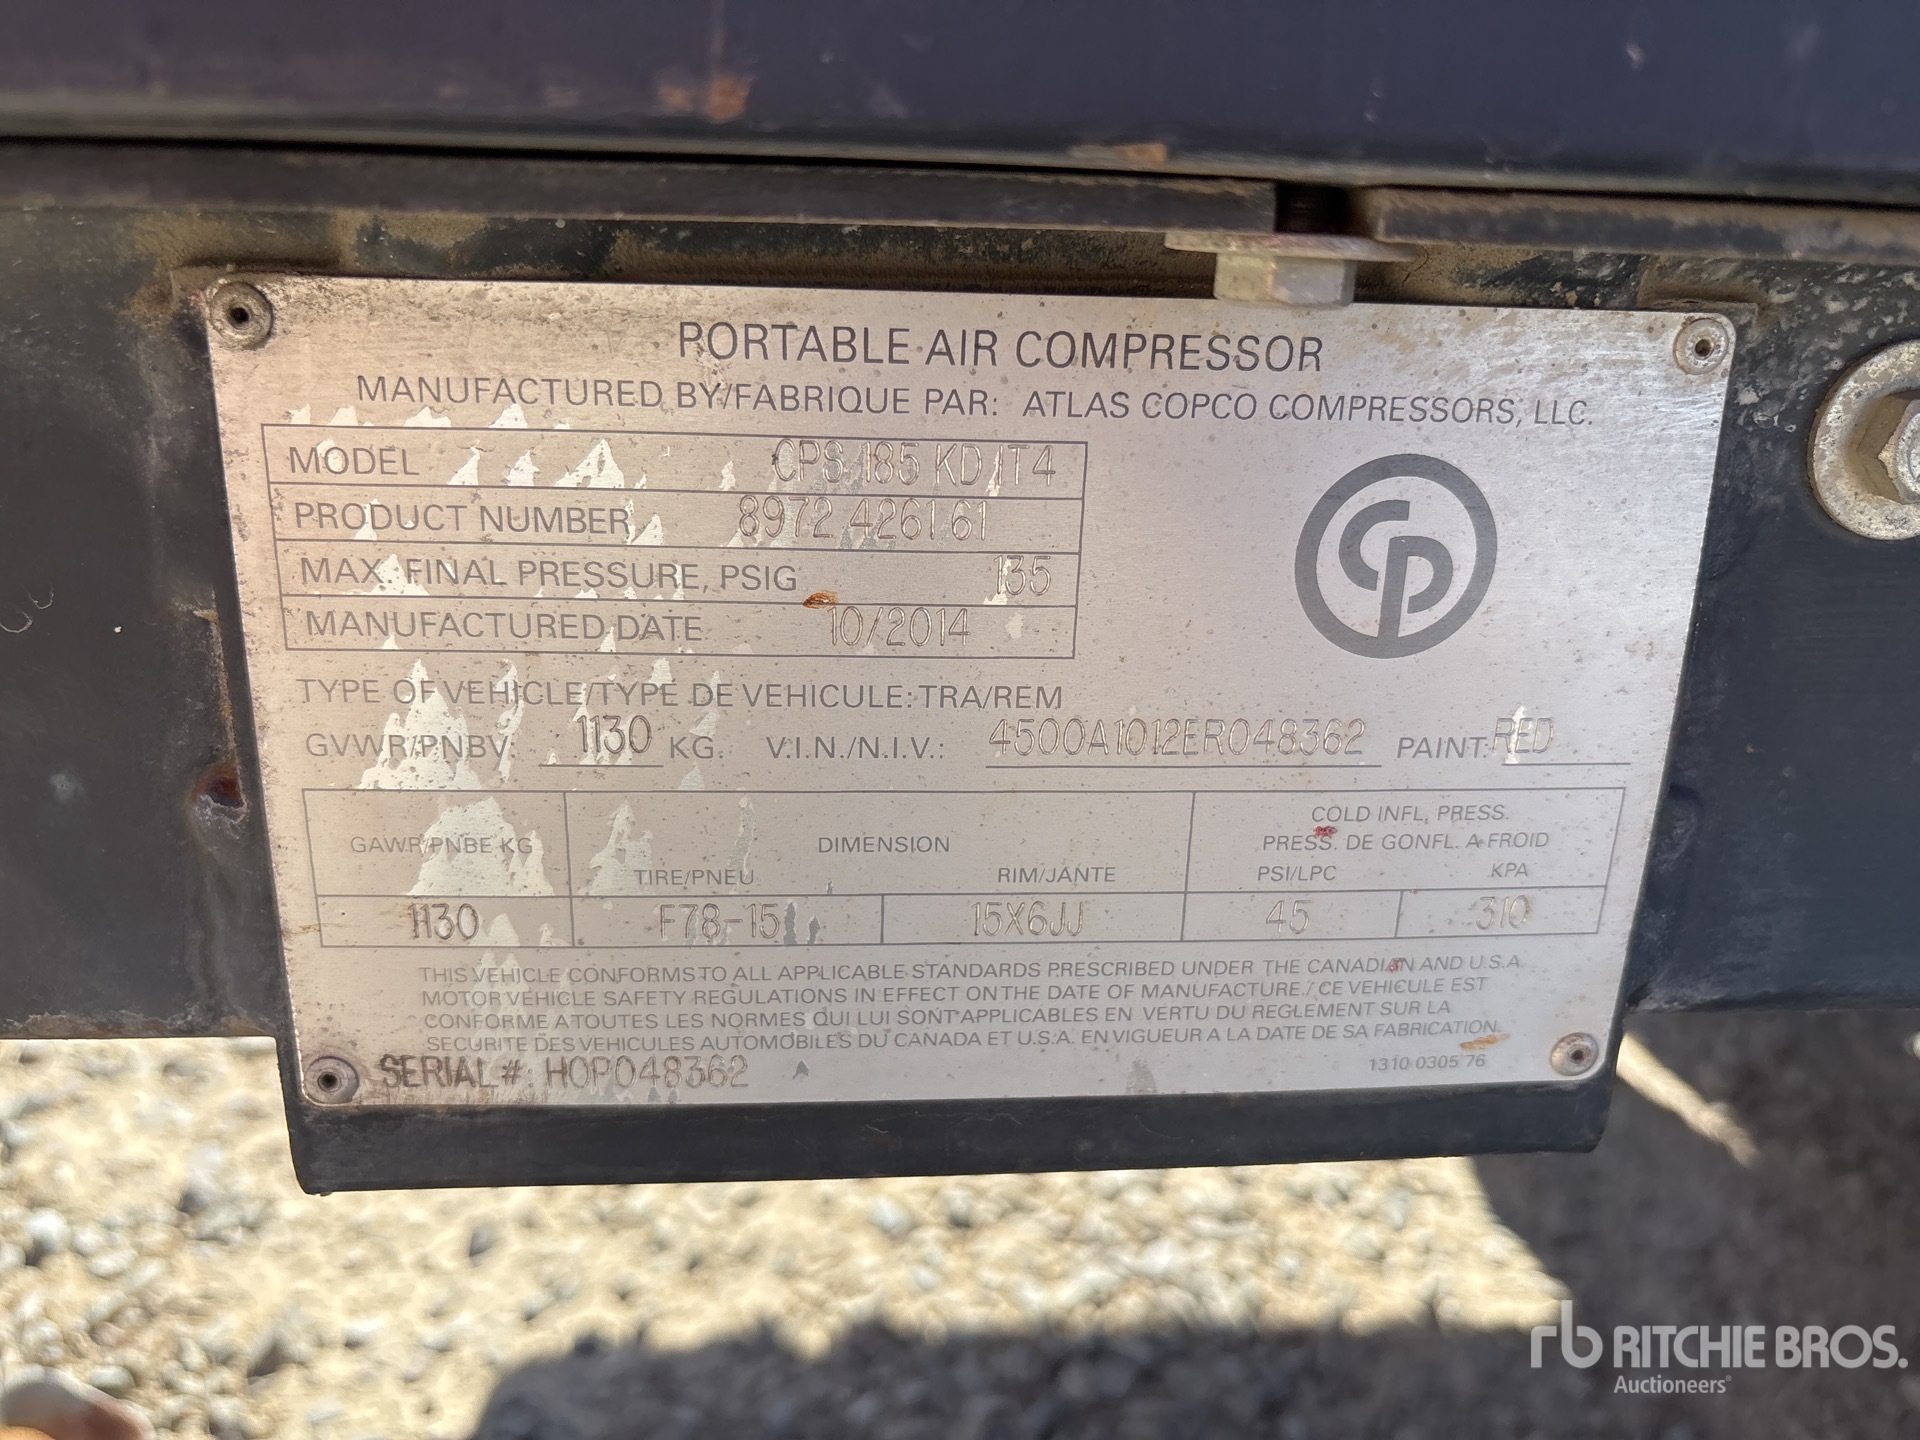 PORTABLE AIR COMPRESSOR
MANUFACTURED BY/FABRIQUE PAR: ATLAS COPCO COMPRESSORS, LLC.
MODEL CPS 185 KD IT4
PRODUCT NUMBER 8972 4261 61
MAX. FINAL PRESSURE, PSIG 135
MANUFACTURED DATE 10/2014
CP
TYPE OF VEHICLE/TYPE DE VEHICULE: TRA/REM
GVWR/PNBV: 1130 KG. V.I.N./N.I.V.: 4500A1012ER048362 PAINT: RED
COLD INFL, PRESS.
GAWR/PNBE KG DIMENSION PRESS. DE GONFL. A FROID
TIRE/PNEU RIM/JANTE PSI/LPC KPA
1130 F78-15 15X6JJ 45 310
THIS VEHICLE CONFORMS TO ALL APPLICABLE STANDARDS PRESCRIBED UNDER THE CANADIAN AND U.S.A
MOTOR VEHICLE SAFETY REGULATIONS IN EFFECT ON THE DATE OF MANUFACTURE./ CE VEHICULE EST
CONFORME A TOUTES LES NORMES QUI LUI SONT APPLICABLES EN VERTU DU REGLEMENT SUR LA
SECURITE DES VEHICULES AUTOMOBILES DU CANADA ET U.S.A. EN VIGUEUR A LA DATE DE SA FABRICATION.
SERIAL#: HOP048362 1310 0305 76
rb RITCHIE BROS.
Auctioneers